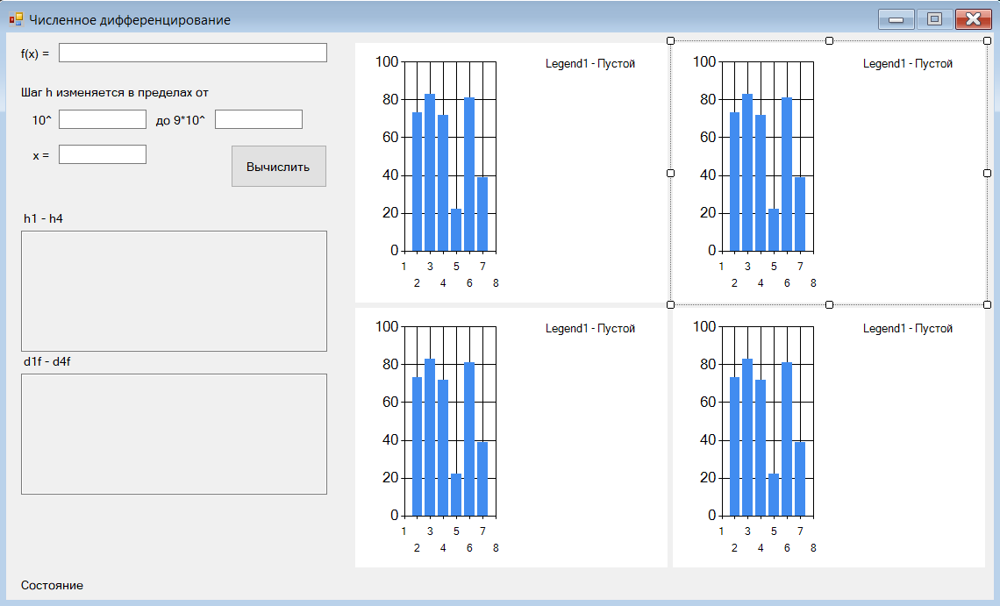 Численное дифференцирование
f(x) =
Шаг h изменяется в пределах от
10^ до 9*10^
x =
Вычислить
h1 - h4
d1f - d4f
Состояние
Legend1 - Пустой
100
80
60
40
20
0
1 3 5 7
2 4 6 8
Legend1 - Пустой
100
80
60
40
20
0
1 3 5 7
2 4 6 8
Legend1 - Пустой
100
80
60
40
20
0
1 3 5 7
2 4 6 8
Legend1 - Пустой
100
80
60
40
20
0
1 3 5 7
2 4 6 8